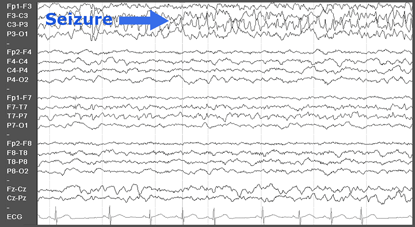 Fp1-F3
F3-C3
Seizure
C3-P3
P3-O1
-
Fp2-F4
F4-C4
C4-P4
P4-O2
-
Fp1-F7
F7-T7
T7-P7
P7-O1
-
Fp2-F8
F8-T8
T8-P8
P8-O2
-
Fz-Cz
Cz-Pz
-
ECG